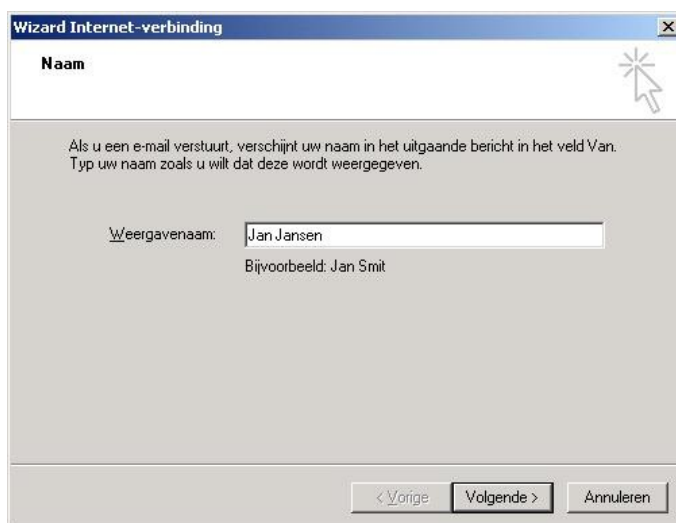 Wizard Internet-verbinding
Naam
Als u een e-mail verstuurt, verschijnt uw naam in het uitgaande bericht in het veld Van.
Typ uw naam zoals u wilt dat deze wordt weergegeven.
Weergavenaam: Jan Jansen
Bijvoorbeeld: Jan Smit
< Vorige Volgende > Annuleren